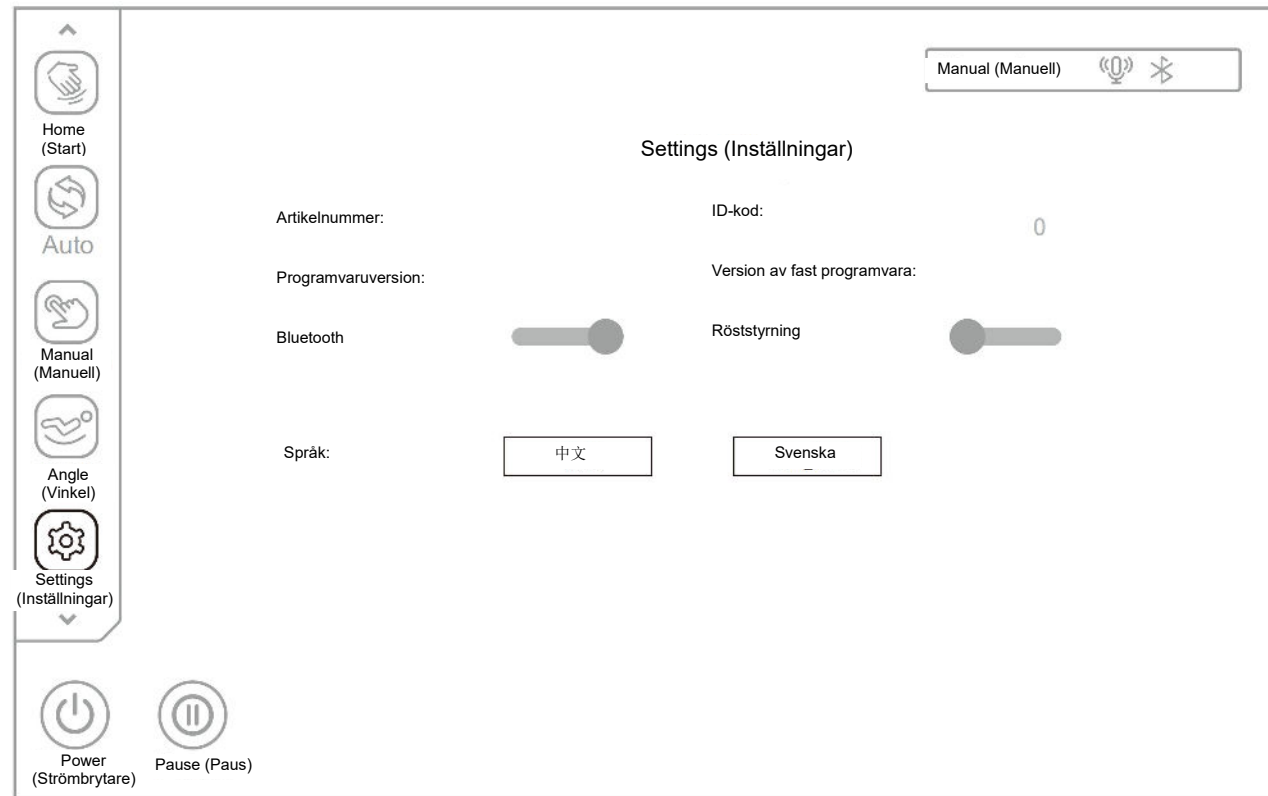 Home
(Start)
Auto
Manual
(Manuell)
Angle
(Vinkel)
Settings
(Inställningar)
Power
(Strömbrytare)
Pause (Paus)
Manual (Manuell)
Settings (Inställningar)
Artikelnummer:
ID-kod:
0
Programvaruversion:
Version av fast programvara:
Bluetooth
Röststyrning
Språk:
中文
Svenska